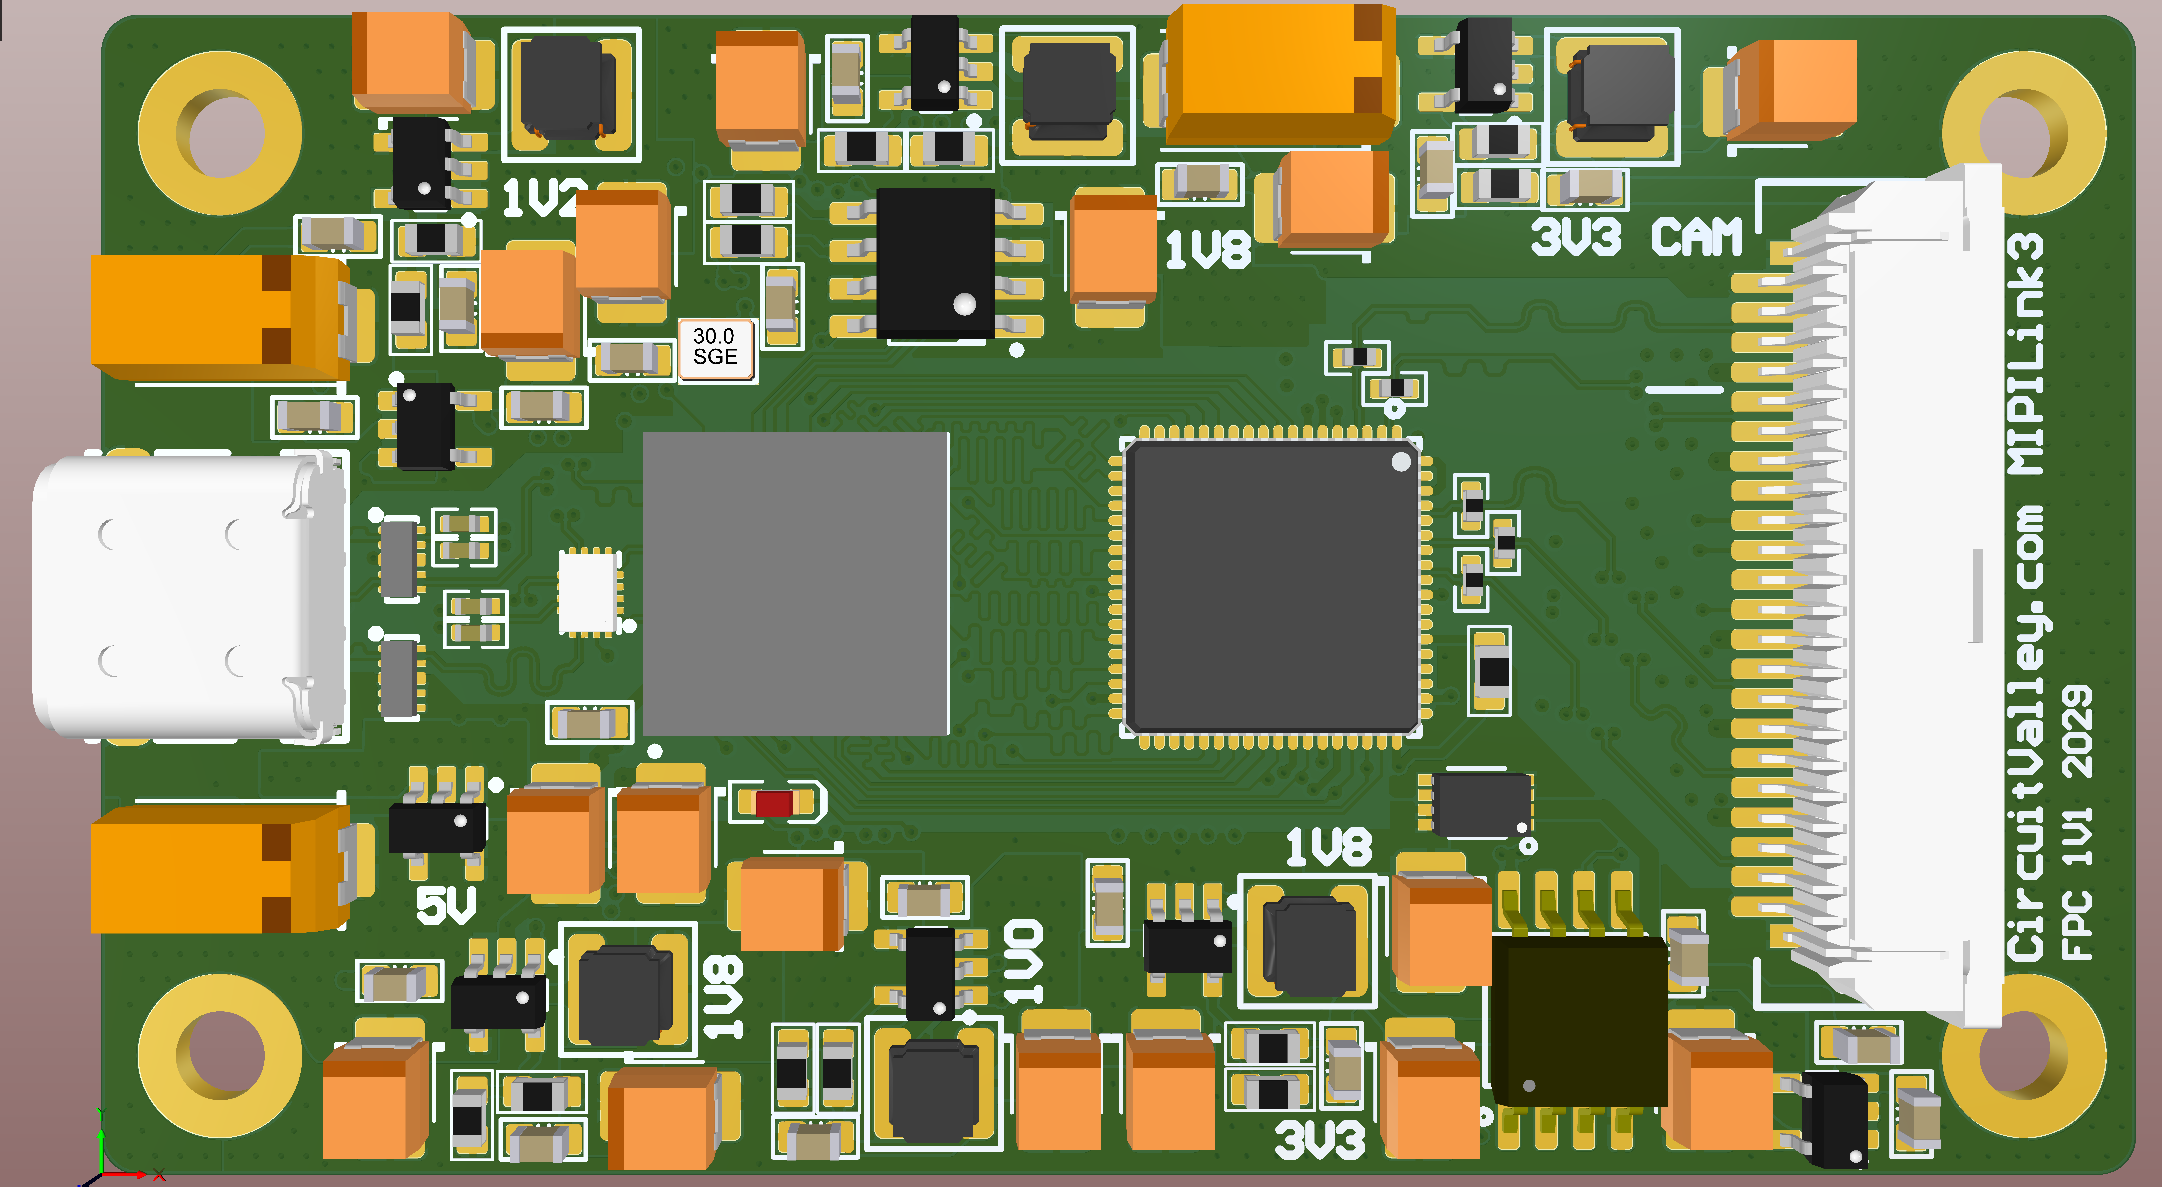 1V2
1V8
3V3 CAM
30.0
SGE
CircuitValley.com MIPILink3
FPC 1V1 2029
1V8
5V
1V0
1V8
3V3
Y
X